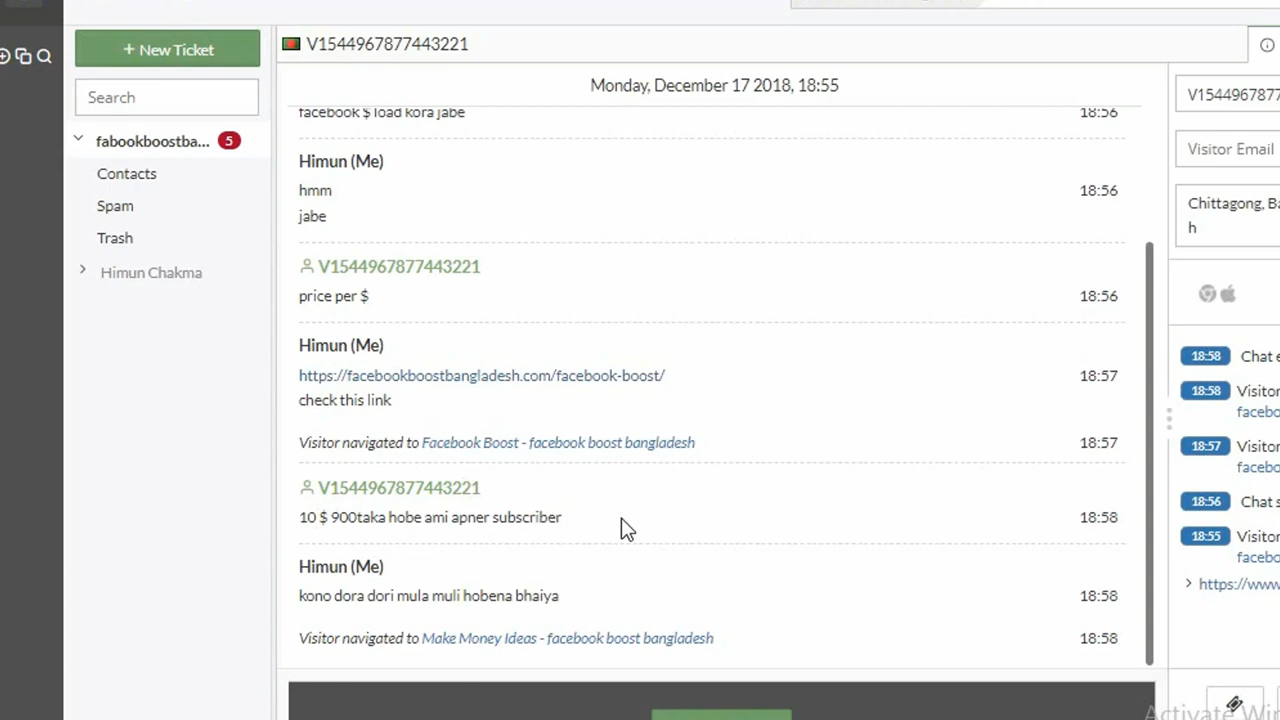 + New Ticket
Search
fabookboostba... 5
Contacts
Spam
Trash
Himun Chakma
V1544967877443221
Monday, December 17 2018, 18:55
facebook $ load kora jabe 18:56
Himun (Me)
hmm 18:56
jabe
V1544967877443221
price per $ 18:56
Himun (Me)
https://facebookboostbangladesh.com/facebook-boost/ 18:57
check this link
Visitor navigated to Facebook Boost - facebook boost bangladesh 18:57
V1544967877443221
10 $ 900taka hobe ami apner subscriber 18:58
Himun (Me)
kono dora dori mula muli hobena bhaiya 18:58
Visitor navigated to Make Money Ideas - facebook boost bangladesh 18:58
V154496787
Visitor Email
Chittagong, Ba
h
18:58 Chat e
18:58 Visitor
facebo
18:57 Visitor
facebo
18:56 Chat s
18:55 Visitor
facebo
https://www
Activate Win